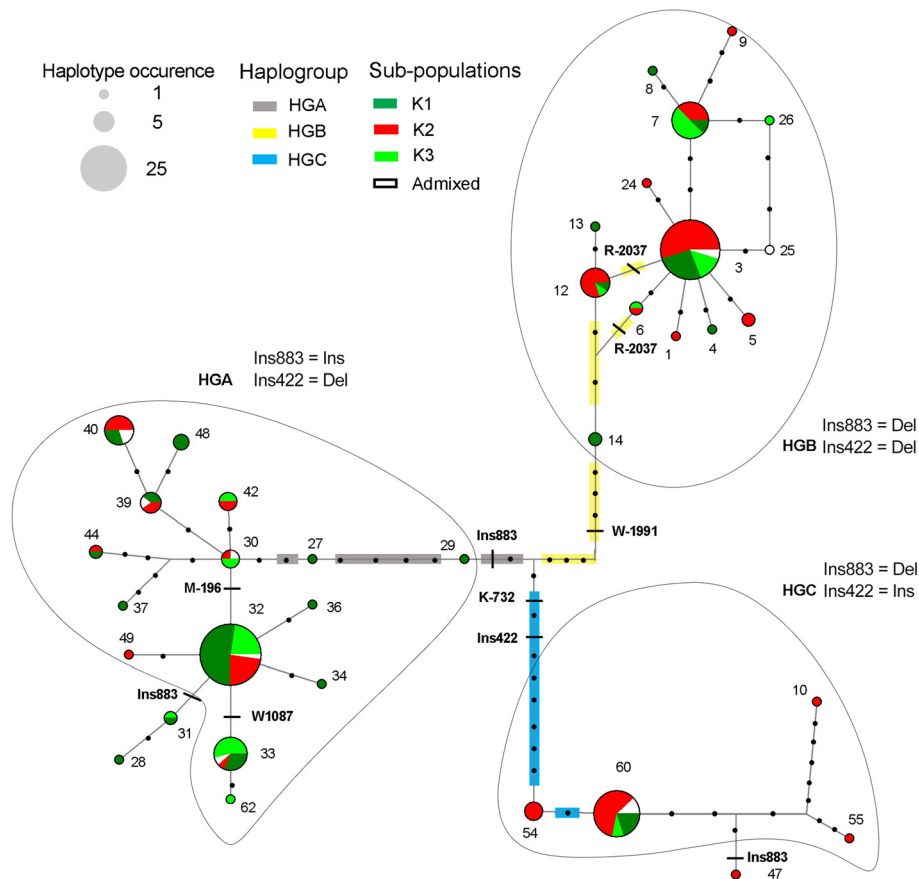 Haplotype occurence
1
5
25
Haplogroup
HGA
HGB
HGC
Sub-populations
K1
K2
K3
Admixed
9
8
7
26
24
13
R-2037
3
25
12
6
R-2037
1
4
5
14
Ins883 = Del
HGB Ins422 = Del
W-1991
Ins883 = Ins
HGA Ins422 = Del
40
48
39
42
44
30
27
29
Ins883
37
M-196
32
36
49
34
Ins883
31
W1087
28
33
62
Ins883 = Del
HGC Ins422 = Ins
K-732
Ins422
10
60
54
55
Ins883
47